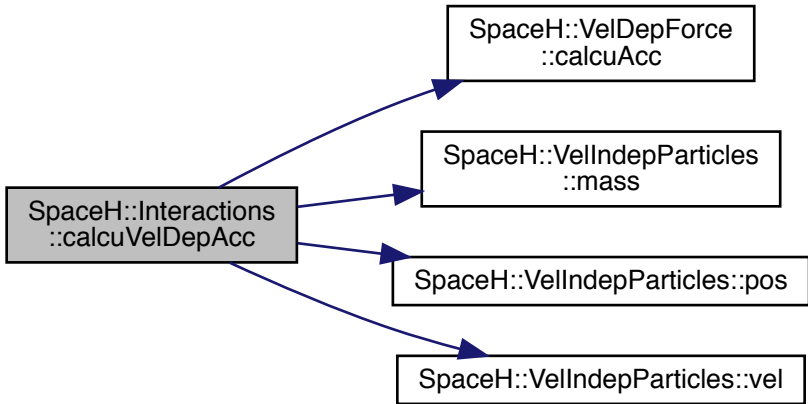 SpaceH::VelDepForce
::calcuAcc
SpaceH::VelIndepParticles
::mass
SpaceH::Interactions
::calcuVelDepAcc
SpaceH::VelIndepParticles::pos
SpaceH::VelIndepParticles::vel